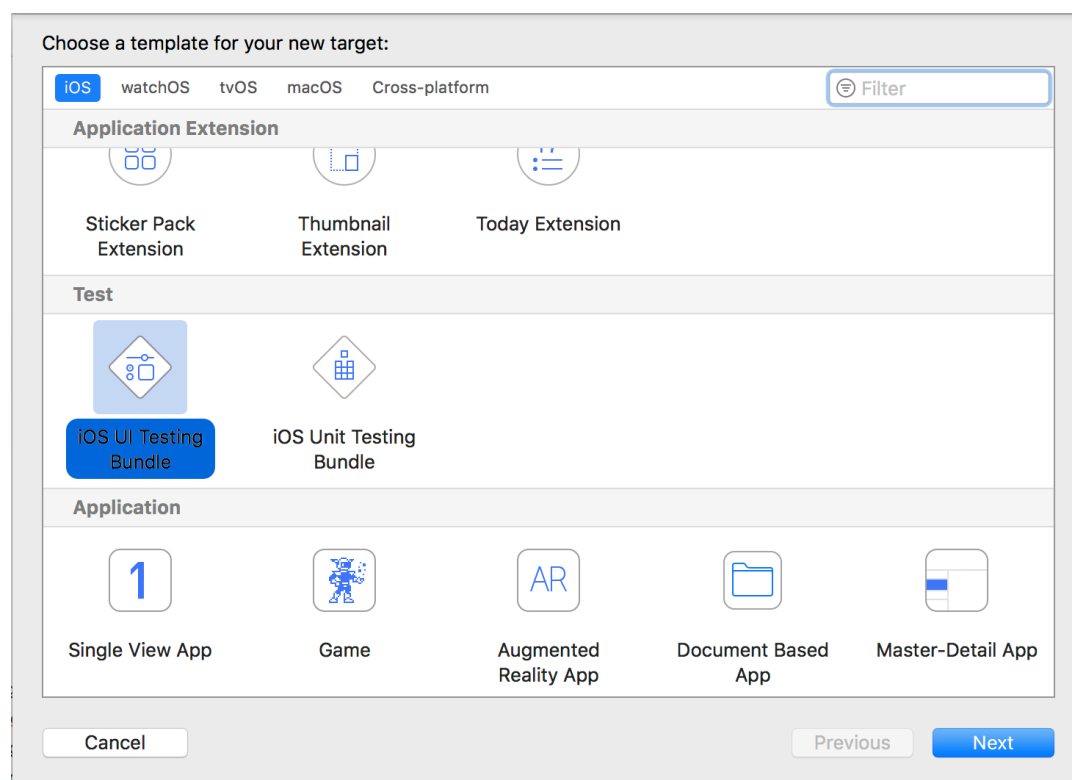 Choose a template for your new target:
iOS watchOS tvOS macOS Cross-platform Filter
Application Extension
Sticker Pack Thumbnail Today Extension
Extension Extension
Test
iOS UI Testing iOS Unit Testing
Bundle Bundle
Application
1 AR
Single View App Game Augmented Document Based Master-Detail App
Reality App App
Cancel Previous Next